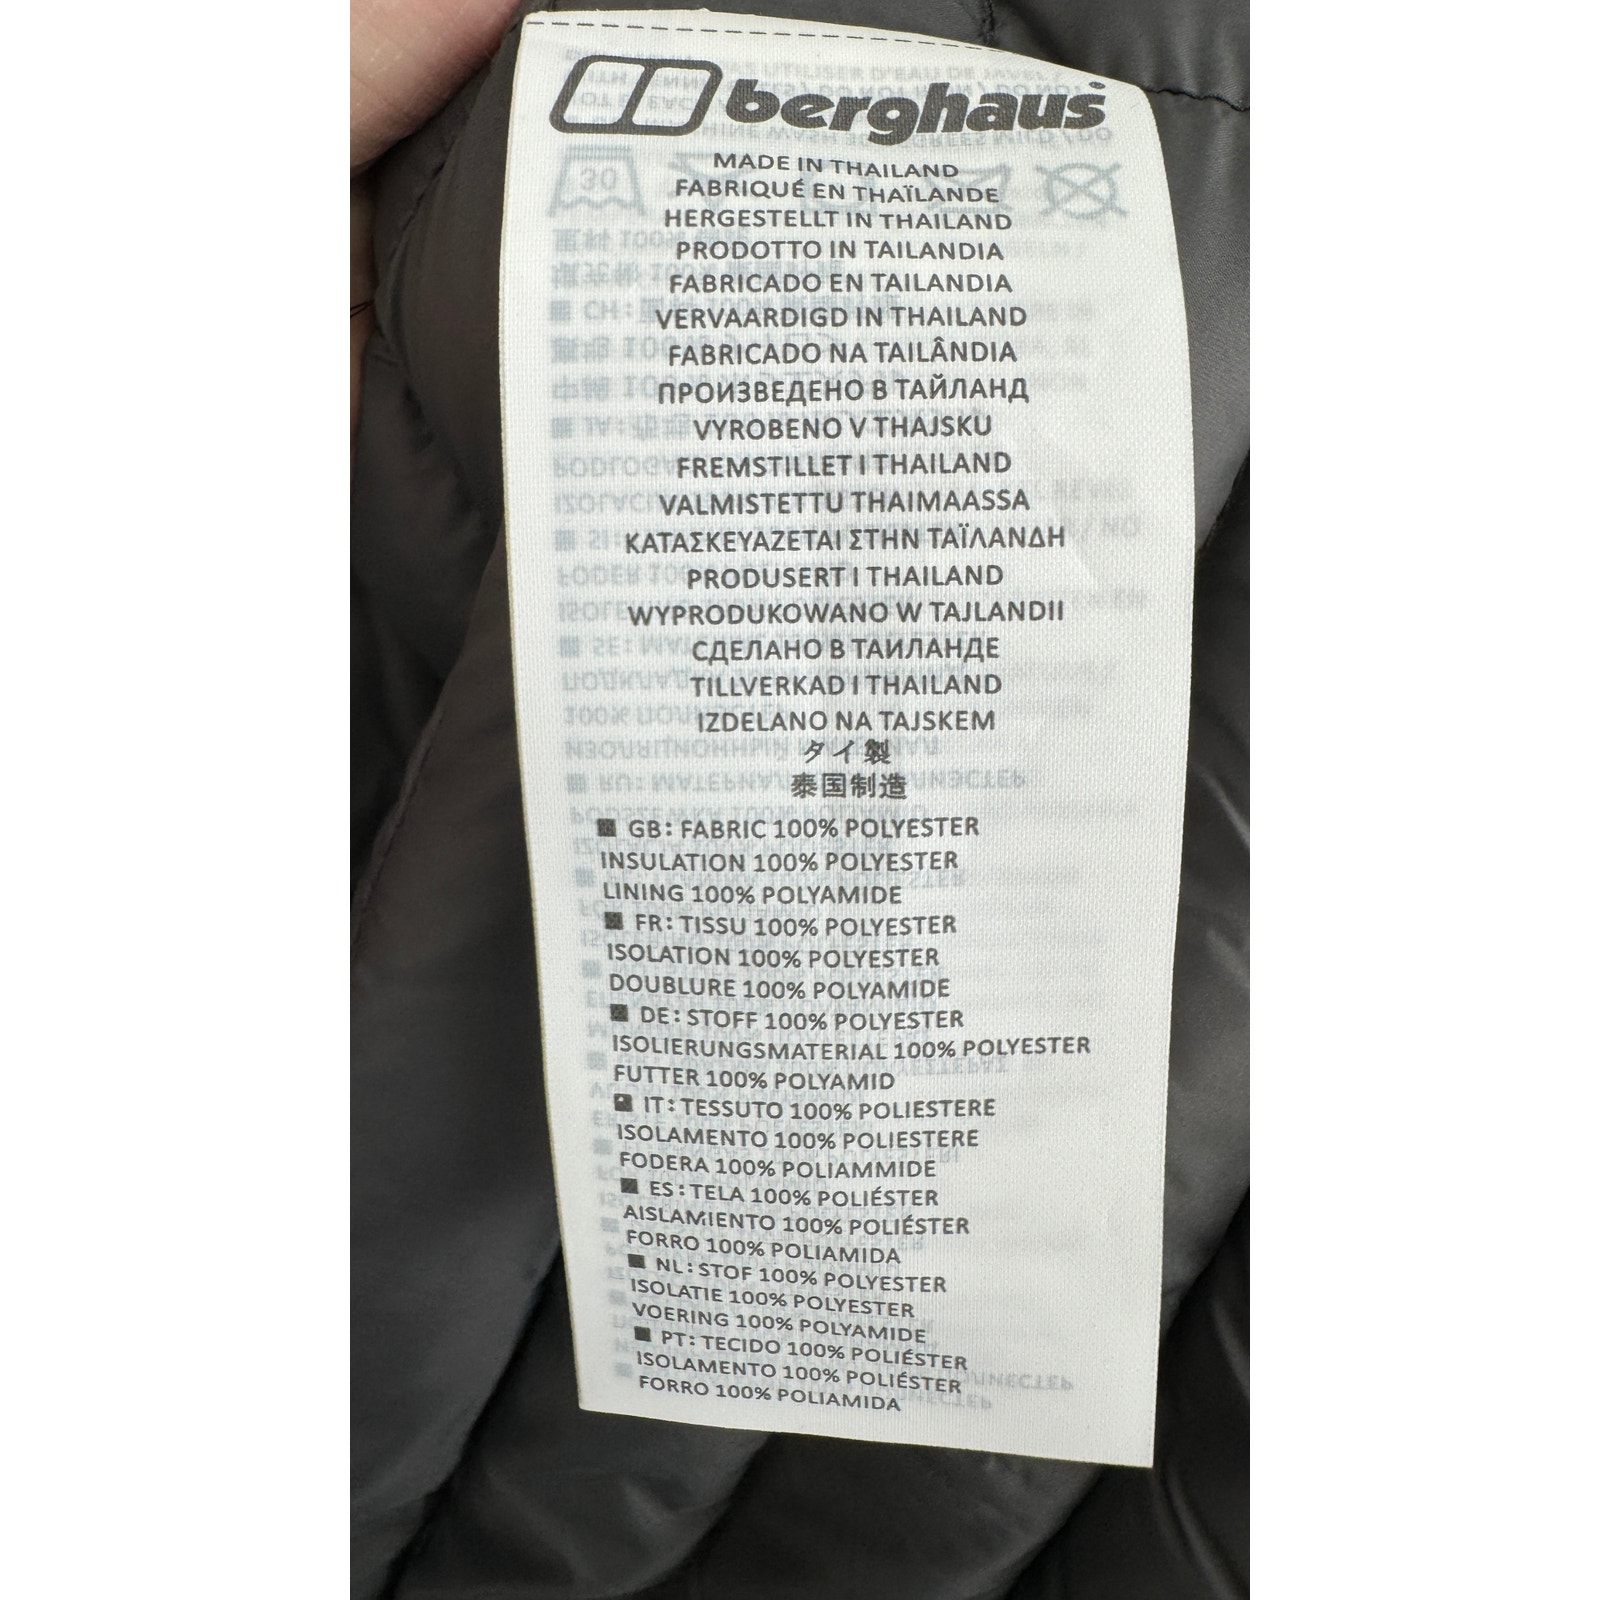 berghaus
MADE IN THAILAND
FABRIQUÉ EN THAÏLANDE
HERGESTELLT IN THAILAND
PRODOTTO IN TAILANDIA
FABRICADO EN TAILANDIA
VERVAARDIGD IN THAILAND
FABRICADO NA TAILÂNDIA
ПРОИЗВЕДЕНО В ТАЙЛАНД
VYROBENO V THAJSKU
FREMSTILLET I THAILAND
VALMISTETTU THAIMAASSA
ΚΑΤΑΣΚΕΥΑΖΕΤΑΙ ΣΤΗΝ ΤΑΪΛΑΝΔΗ
PRODUSERT I THAILAND
WYPRODUKOWANO W TAJLANDII
СДЕЛАНО В ТАИЛАНДЕ
TILLVERKAD I THAILAND
IZDELANO NA TAJSKEM
タイ製
泰国制造
GB: FABRIC 100% POLYESTER
INSULATION 100% POLYESTER
LINING 100% POLYAMIDE
FR: TISSU 100% POLYESTER
ISOLATION 100% POLYESTER
DOUBLURE 100% POLYAMIDE
DE: STOFF 100% POLYESTER
ISOLIERUNGSMATERIAL 100% POLYESTER
FUTTER 100% POLYAMID
IT: TESSUTO 100% POLIESTERE
ISOLAMENTO 100% POLIESTERE
FODERA 100% POLIAMMIDE
ES: TELA 100% POLIÉSTER
AISLAMIENTO 100% POLIÉSTER
FORRO 100% POLIAMIDA
NL: STOF 100% POLYESTER
ISOLATIE 100% POLYESTER
VOERING 100% POLYAMIDE
PT: TECIDO 100% POLIÉSTER
ISOLAMENTO 100% POLIÉSTER
FORRO 100% POLIAMIDA